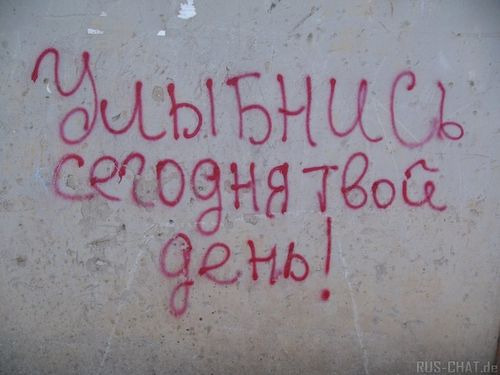 Улыбнись
сегодня твой
день!
RUS-CHAT.de